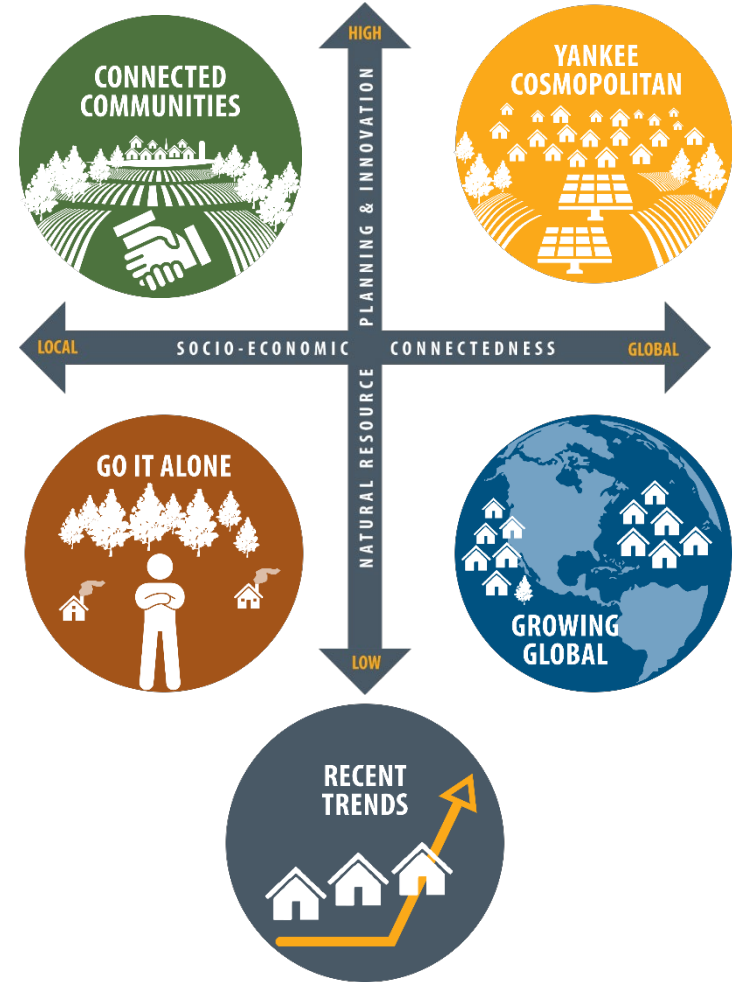 HIGH
CONNECTED
COMMUNITIES
YANKEE
COSMOPOLITAN
NATURAL RESOURCE PLANNING & INNOVATION
LOCAL
SOCIO-ECONOMIC CONNECTEDNESS
GLOBAL
GO IT ALONE
GROWING
GLOBAL
LOW
RECENT
TRENDS